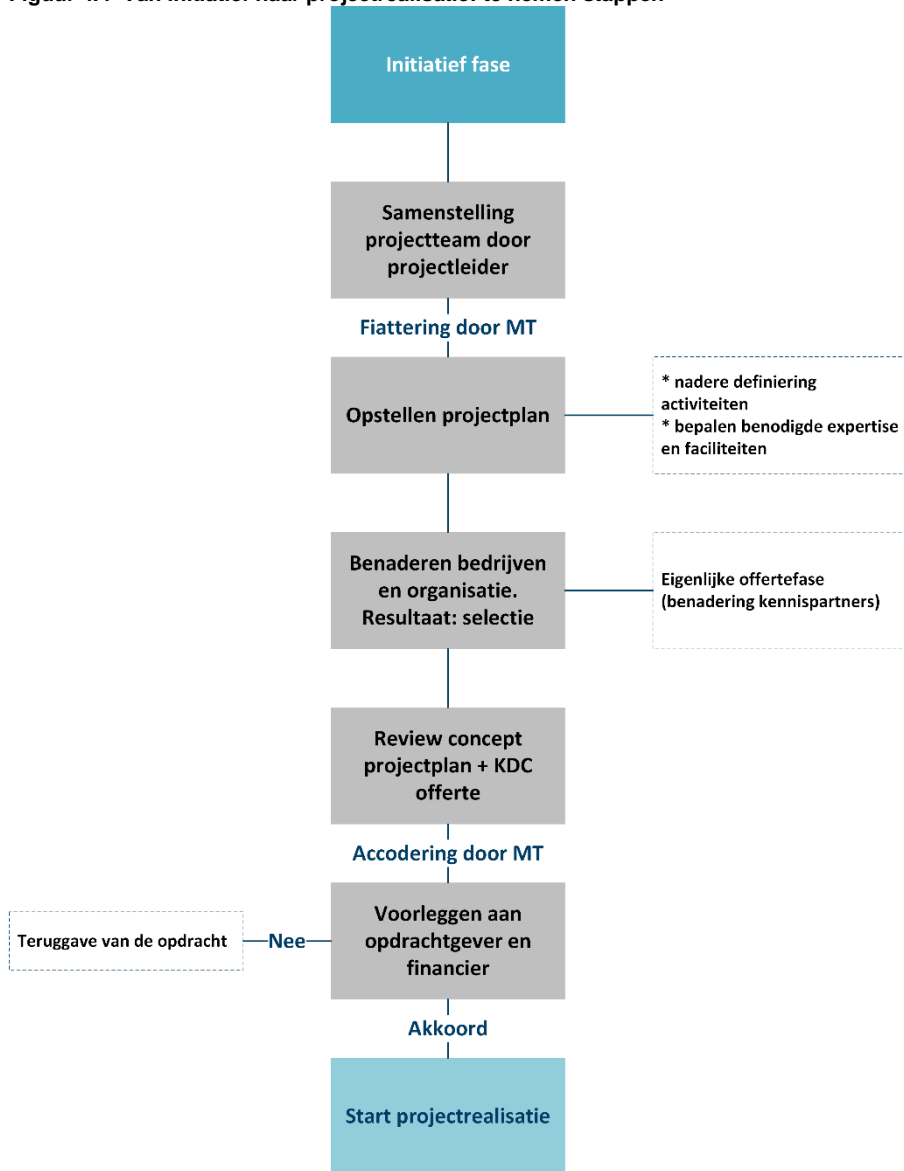 Initiatief fase
Samenstelling
projectteam door
projectleider
Fiattering door MT
Opstellen projectplan
* nadere definiering
activiteiten
* bepalen benodigde expertise
en faciliteiten
Benaderen bedrijven
en organisatie.
Resultaat: selectie
Eigenlijke offertefase
(benadering kennispartners)
Review concept
projectplan + KDC
offerte
Accodering door MT
Voorleggen aan
opdrachtgever en
financier
Nee
Teruggave van de opdracht
Akkoord
Start projectrealisatie